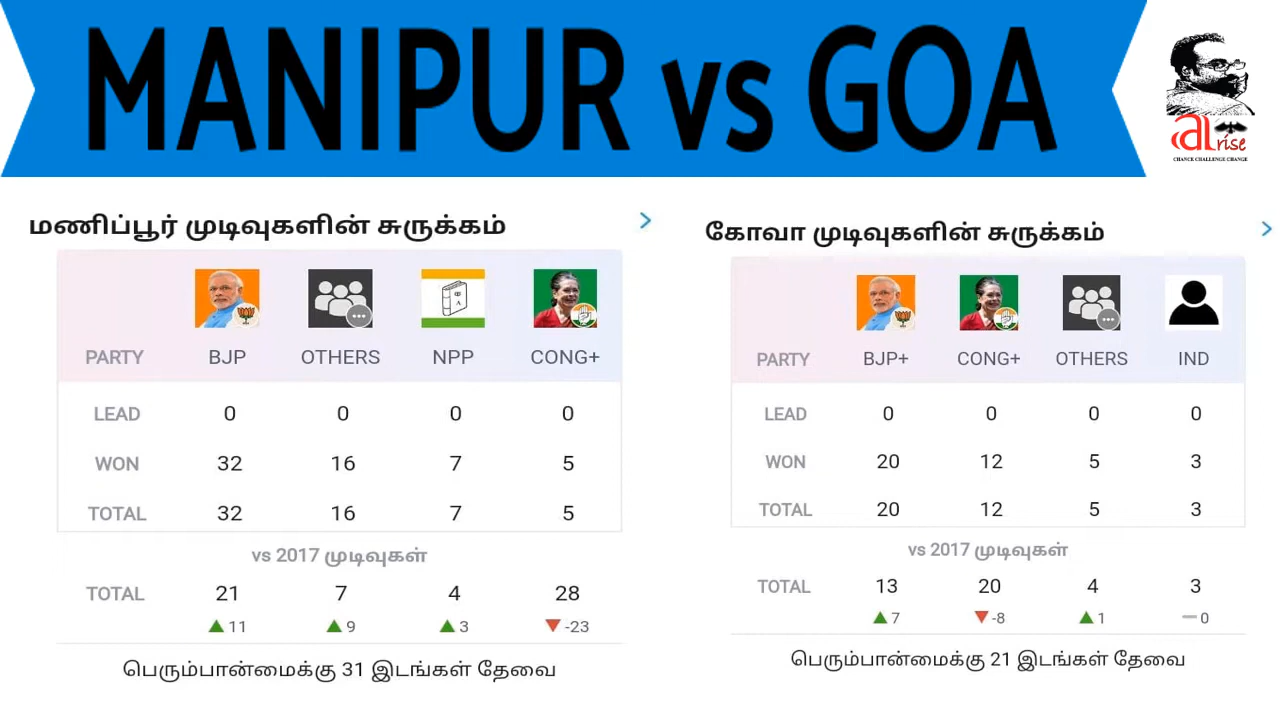 MANIPUR vs GOA
al rise
CHANCE CHALLENGE CHANGE
மணிப்பூர் முடிவுகளின் சுருக்கம்
PARTY BJP OTHERS NPP CONG+
LEAD 0 0 0 0
WON 32 16 7 5
TOTAL 32 16 7 5
vs 2017 முடிவுகள்
TOTAL 21 7 4 28
11 9 3 -23
பெரும்பான்மைக்கு 31 இடங்கள் தேவை
கோவா முடிவுகளின் சுருக்கம்
PARTY BJP+ CONG+ OTHERS IND
LEAD 0 0 0 0
WON 20 12 5 3
TOTAL 20 12 5 3
vs 2017 முடிவுகள்
TOTAL 13 20 4 3
7 -8 1 0
பெரும்பான்மைக்கு 21 இடங்கள் தேவை